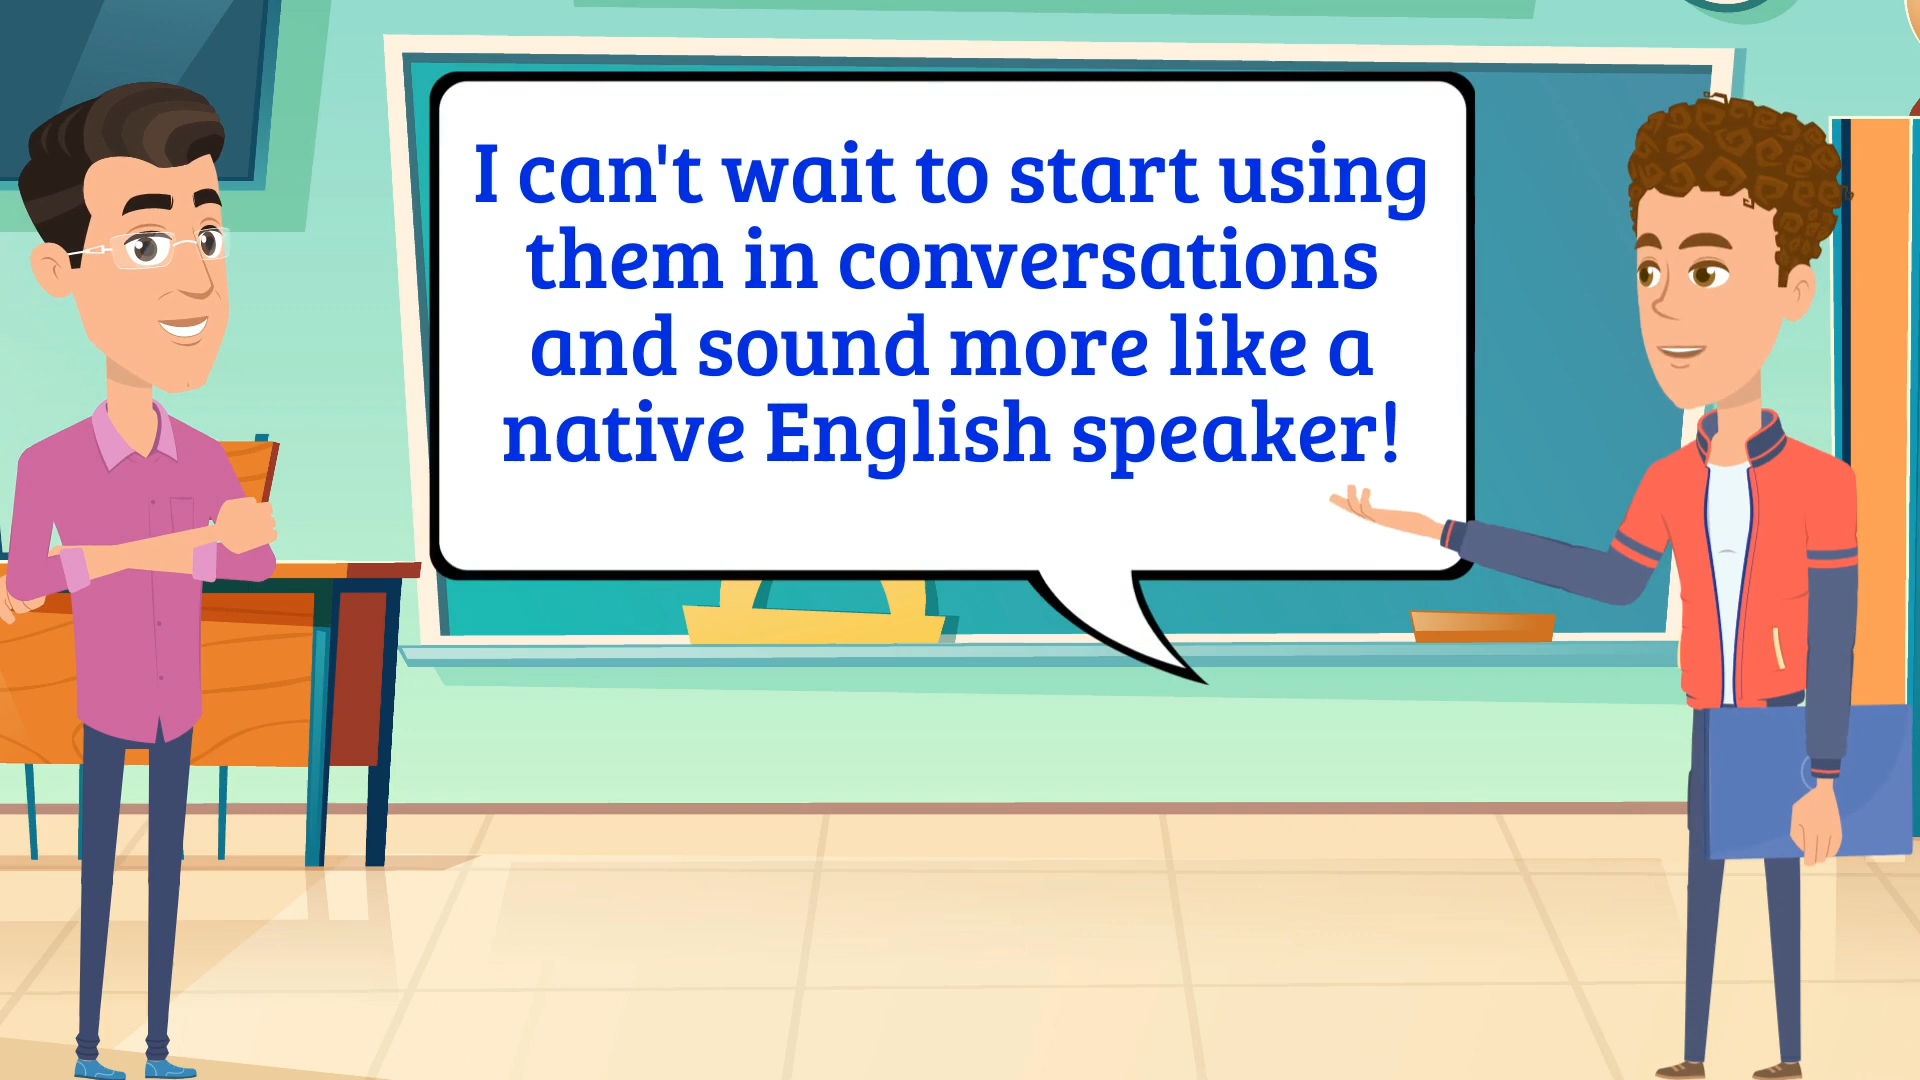 I can't wait to start using
them in conversations
and sound more like a
native English speaker!